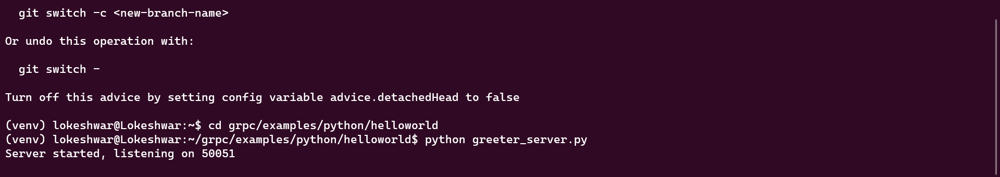 git switch -c <new-branch-name>
Or undo this operation with:
git switch -
Turn off this advice by setting config variable advice.detachedHead to false
(venv) lokeshwar@Lokeshwar:~$ cd grpc/examples/python/helloworld
(venv) lokeshwar@Lokeshwar:~/grpc/examples/python/helloworld$ python greeter_server.py
Server started, listening on 50051